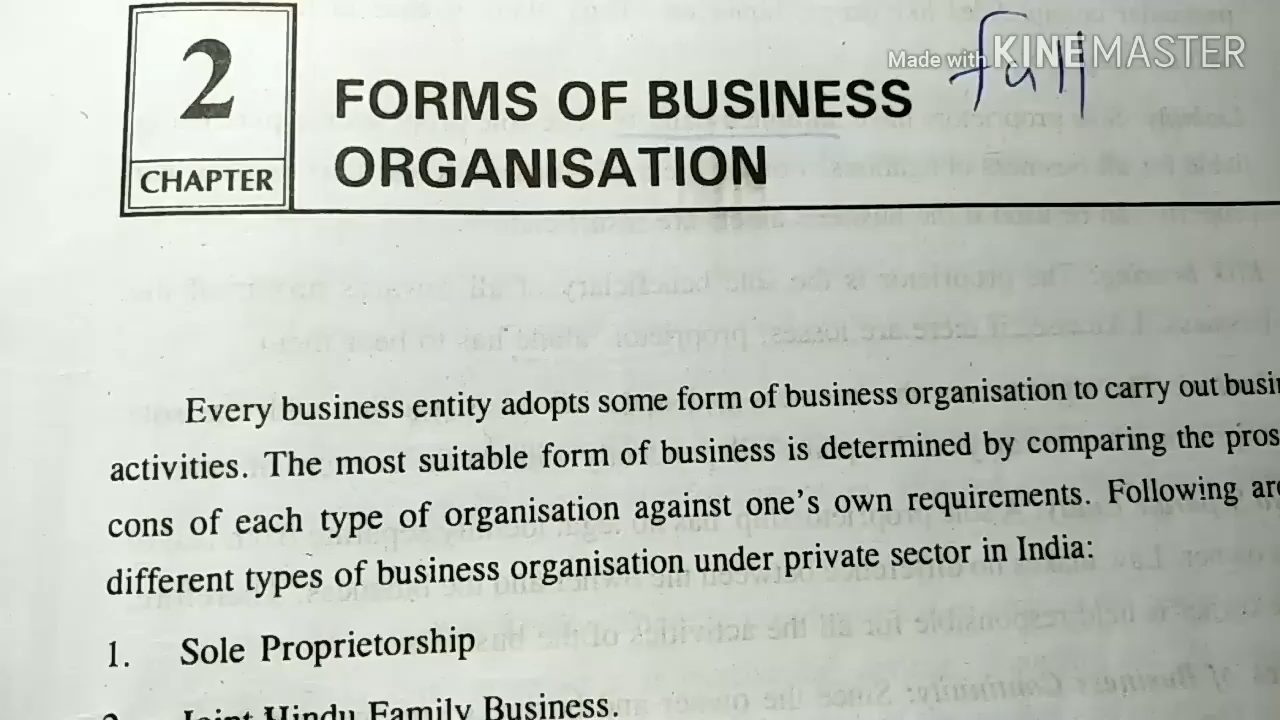 2
CHAPTER
FORMS OF BUSINESS
ORGANISATION
full
Made with KINEMASTER
Every business entity adopts some form of business organisation to carry out busi
activities. The most suitable form of business is determined by comparing the pros
cons of each type of organisation against one's own requirements. Following are
different types of business organisation under private sector in India:
1. Sole Proprietorship
2. Joint Hindu Family Business.